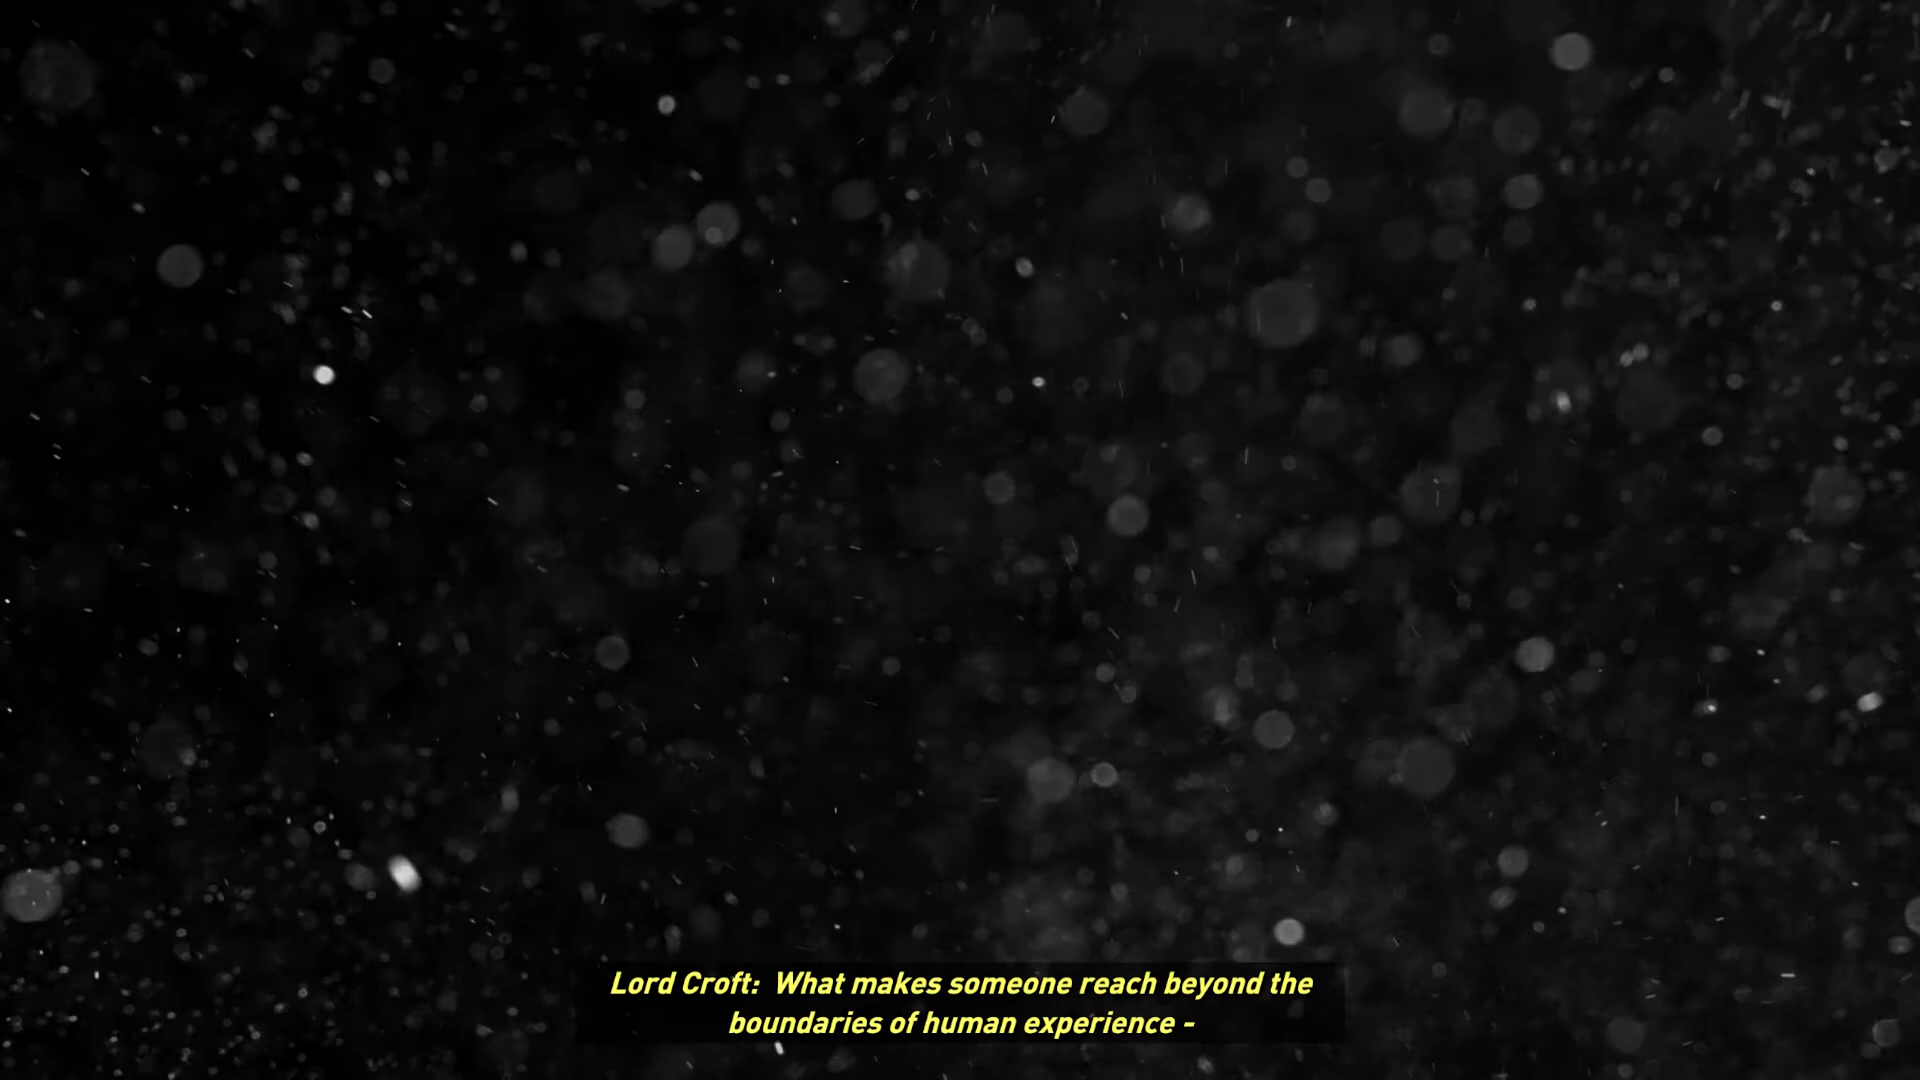 Lord Croft:  What makes someone reach beyond the
boundaries of human experience -